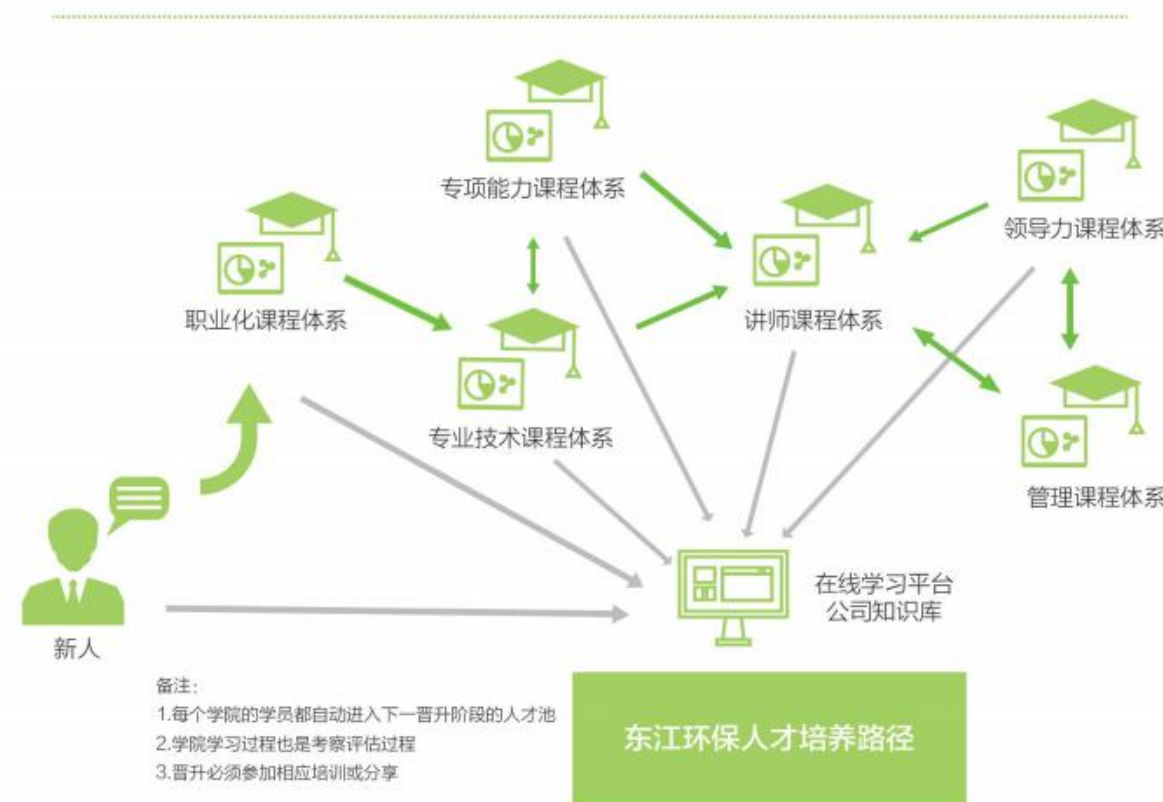 专项能力课程体系
领导力课程体系
职业化课程体系
讲师课程体系
专业技术课程体系
管理课程体系
在线学习平台
公司知识库
新人
备注：
1.每个学院的学员都自动进入下一晋升阶段的人才池
2.学院学习过程也是考察评估过程
3.晋升必须参加相应培训或分享
东江环保人才培养路径